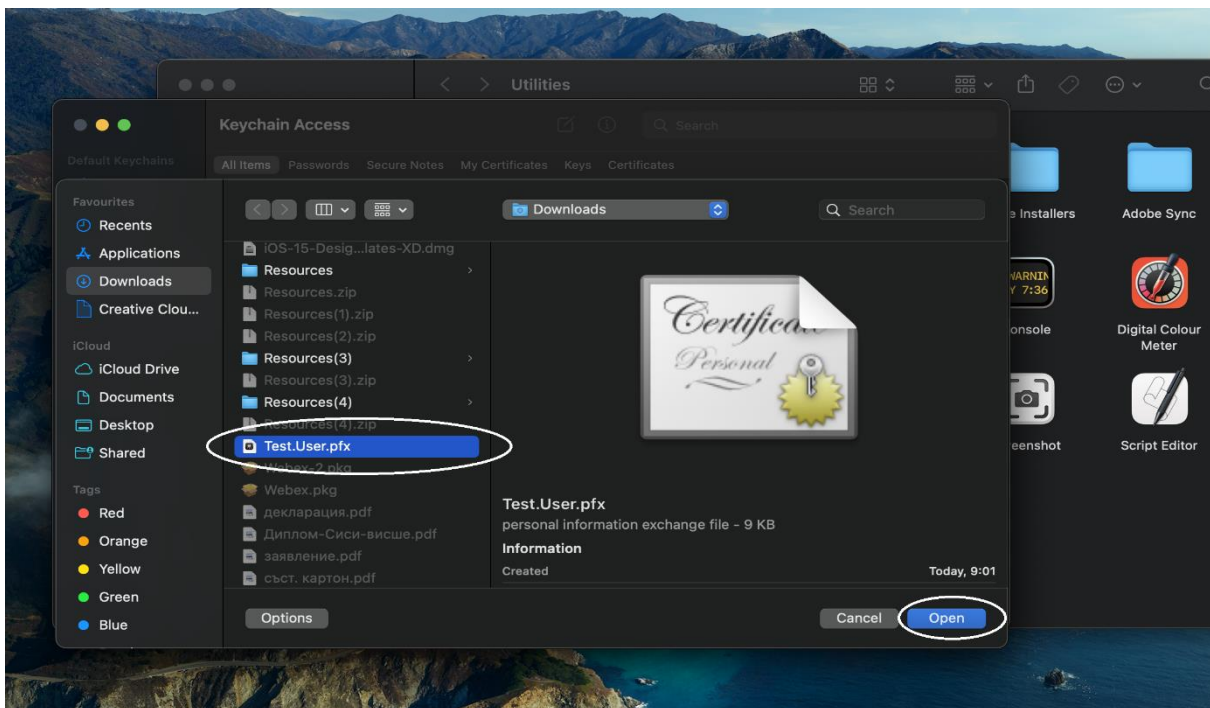 Utilities
Keychain Access
Search
Default Keychains
All Items Passwords Secure Notes My Certificates Keys Certificates
Favourites
Recents
Applications
Downloads
Creative Clou...
iCloud
iCloud Drive
Documents
Desktop
Shared
Tags
Red
Orange
Yellow
Green
Blue
Downloads
Search
iOS-15-Desig...lates-XD.dmg
Resources
Resources.zip
Resources(1).zip
Resources(2).zip
Resources(3)
Resources(3).zip
Resources(4)
Resources(4).zip
Test.User.pfx
Webex-2.pkg
Webex.pkg
декларация.pdf
Диплом-Сиси-висше.pdf
заявление.pdf
съст. картон.pdf
Certificate
Personal
Test.User.pfx
personal information exchange file - 9 KB
Information
Created Today, 9:01
Options
Cancel
Open
e Installers
Adobe Sync
WARNIN
Y 7:36
onsole
Digital Colour
Meter
eenshot
Script Editor